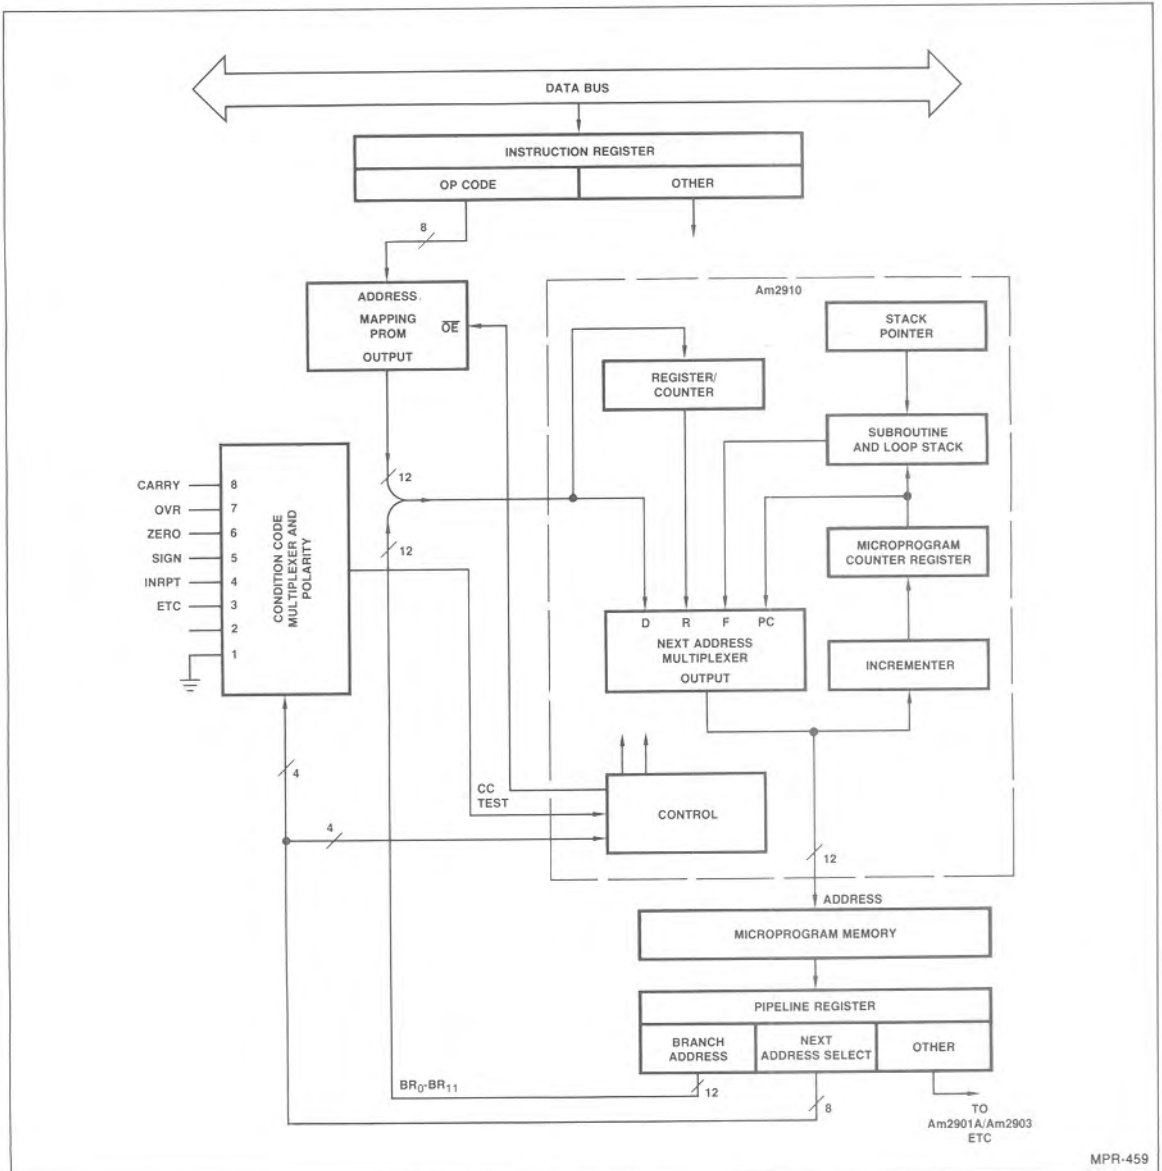 DATA BUS
INSTRUCTION REGISTER
OP CODE
OTHER
8
ADDRESS.
MAPPING
PROM
OE
OUTPUT
Am2910
STACK
POINTER
REGISTER/
COUNTER
SUBROUTINE
AND LOOP STACK
12
12
CARRY
OVR
ZERO
SIGN
INRPT
ETC
8
7
6
5
4
3
2
1
CONDITION CODE
MULTIPLEXER AND
POLARITY
MICROPROGRAM
COUNTER REGISTER
D R F PC
NEXT ADDRESS
MULTIPLEXER
OUTPUT
INCREMENTER
4
CC
TEST
4
CONTROL
12
ADDRESS
MICROPROGRAM MEMORY
PIPELINE REGISTER
BRANCH
ADDRESS
NEXT
ADDRESS SELECT
OTHER
BR₀-BR₁₁
12
8
TO
Am2901A/Am2903
ETC
MPR-459